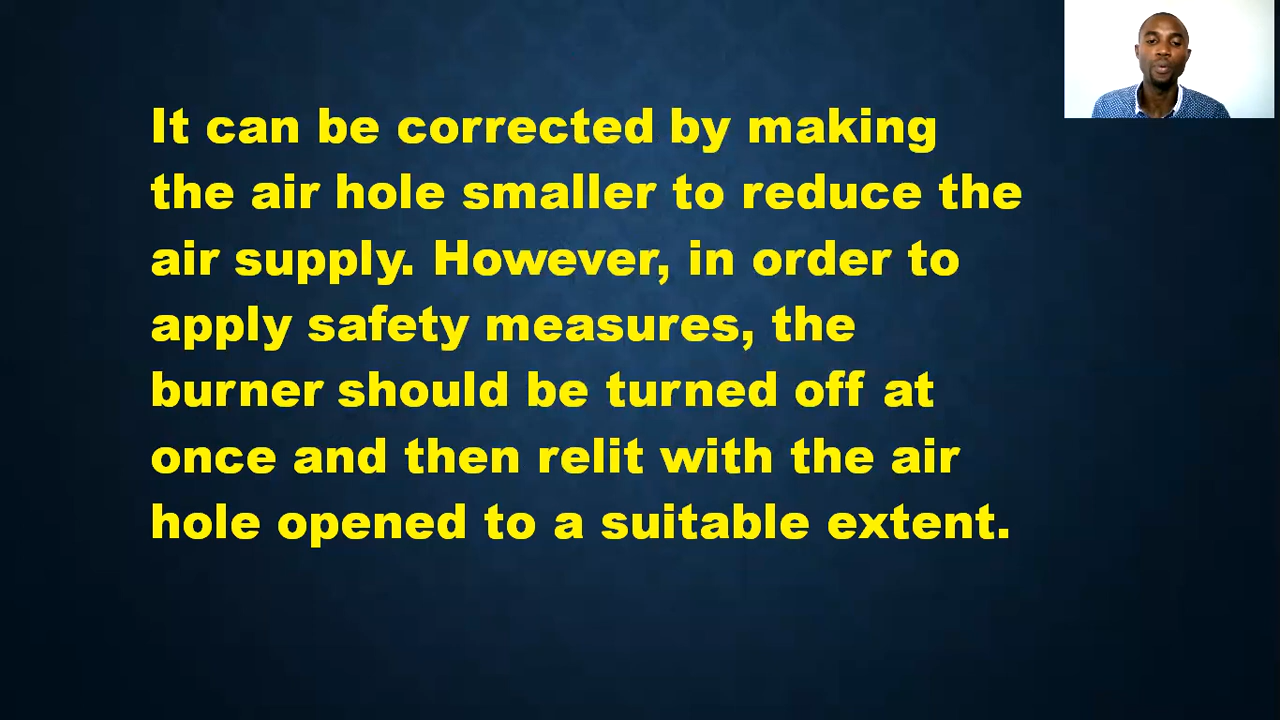 It can be corrected by making
the air hole smaller to reduce the
air supply. However, in order to
apply safety measures, the
burner should be turned off at
once and then relit with the air
hole opened to a suitable extent.